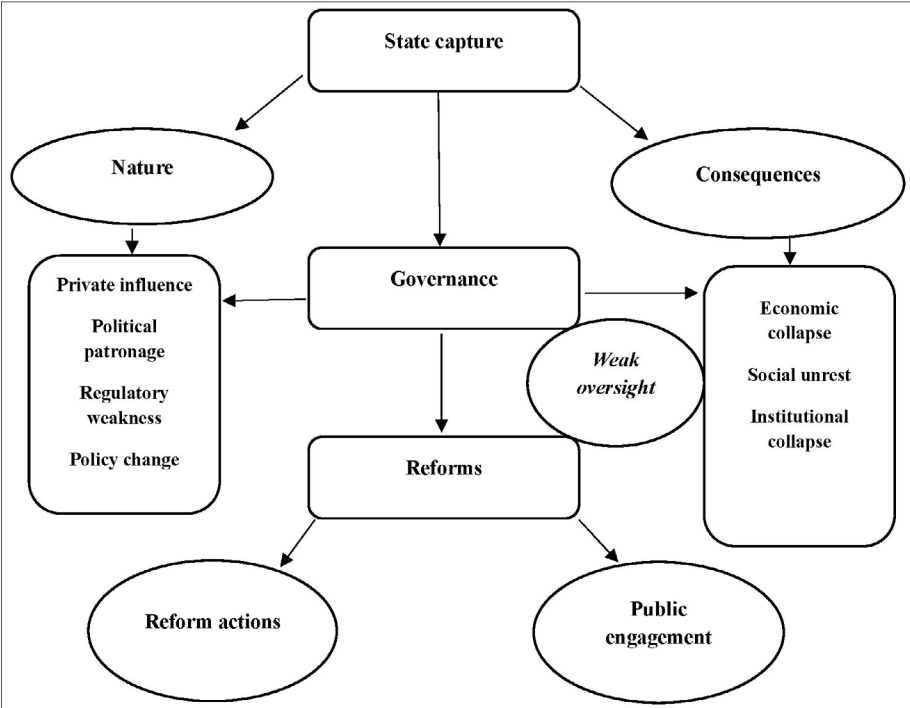 State capture
Nature
Consequences
Private influence
Political
patronage
Regulatory
weakness
Policy change
Governance
Economic
collapse
Social unrest
Institutional
collapse
Weak
oversight
Reforms
Reform actions
Public
engagement